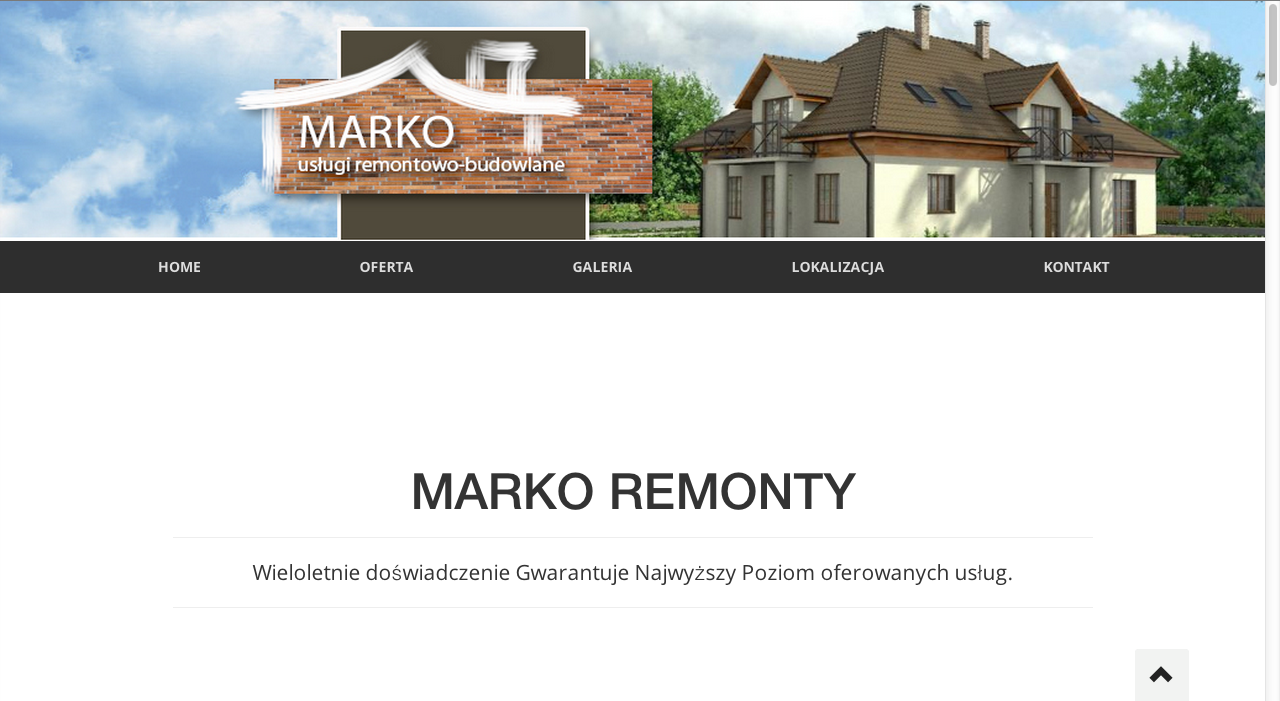 MARKO
usługi remontowo-budowlane
HOME OFERTA GALERIA LOKALIZACJA KONTAKT
MARKO REMONTY
Wieloletnie doświadczenie Gwarantuje Najwyższy Poziom oferowanych usług.